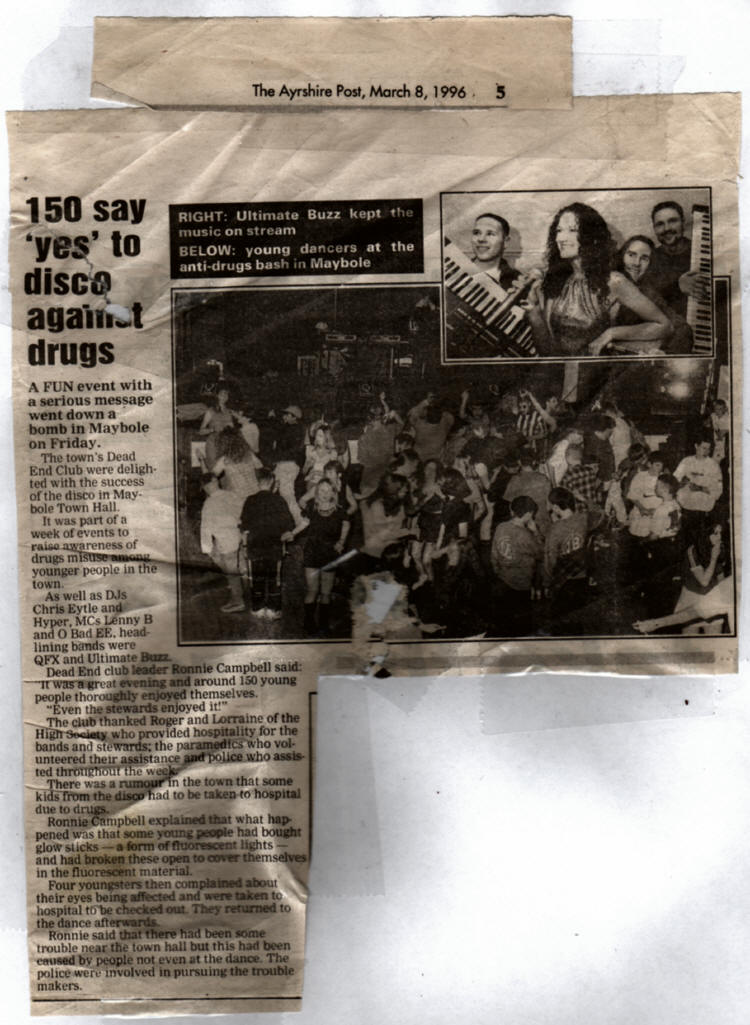 The Ayrshire Post, March 8, 1996 . 5
150 say
‘yes’ to
disco
against
drugs
RIGHT: Ultimate Buzz kept the
music on stream
BELOW: young dancers at the
anti-drugs bash in Maybole
A FUN event with
a serious message
went down a
bomb in Maybole
on Friday.
The town’s Dead
End Club were deligh-
ted with the success
of the disco in May-
bole Town Hall.
It was part of a
week of events to
raise awareness of
drugs misuse among
younger people in the
town.
As well as DJs
Chris Eytle and
Hyper, MCs Lenny B
and O Bad EE, head-
lining bands were
QFX and Ultimate Buzz.
Dead End club leader Ronnie Campbell said:
“It was a great evening and around 150 young
people thoroughly enjoyed themselves.
“Even the stewards enjoyed it!”
The club thanked Roger and Lorraine of the
High Society who provided hospitality for the
bands and stewards; the paramedics who vol-
unteered their assistance and police who assis-
ted throughout the week.
There was a rumour in the town that some
kids from the disco had to be taken to hospital
due to drugs.
Ronnie Campbell explained that what hap-
pened was that some young people had bought
glow sticks — a form of fluorescent lights —
and had broken these open to cover themselves
in the fluorescent material.
Four youngsters then complained about
their eyes being affected and were taken to
hospital to be checked out. They returned to
the dance afterwards.
Ronnie said that there had been some
trouble near the town hall but this had been
caused by people not even at the dance. The
police were involved in pursuing the trouble
makers.